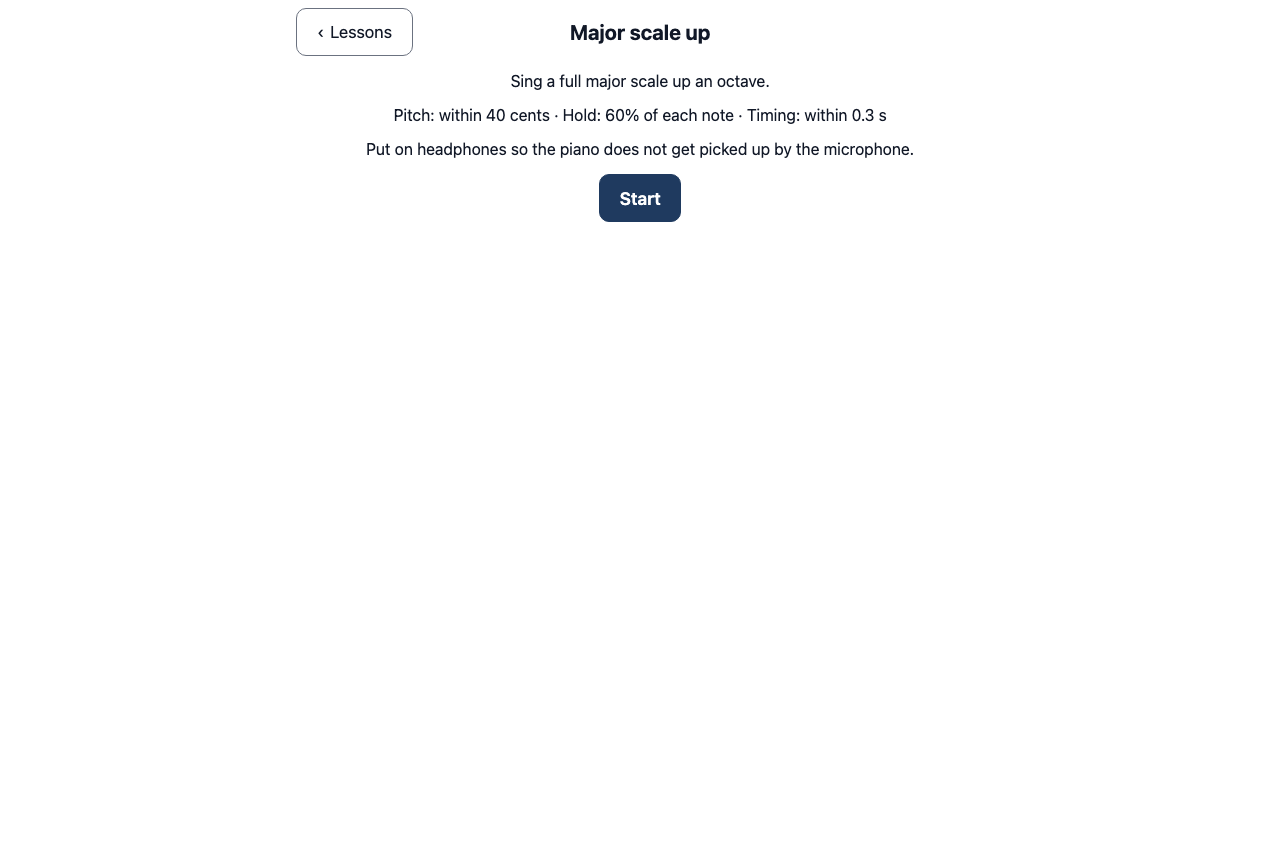 ‹ Lessons
Major scale up
Sing a full major scale up an octave.
Pitch: within 40 cents · Hold: 60% of each note · Timing: within 0.3 s
Put on headphones so the piano does not get picked up by the microphone.
Start